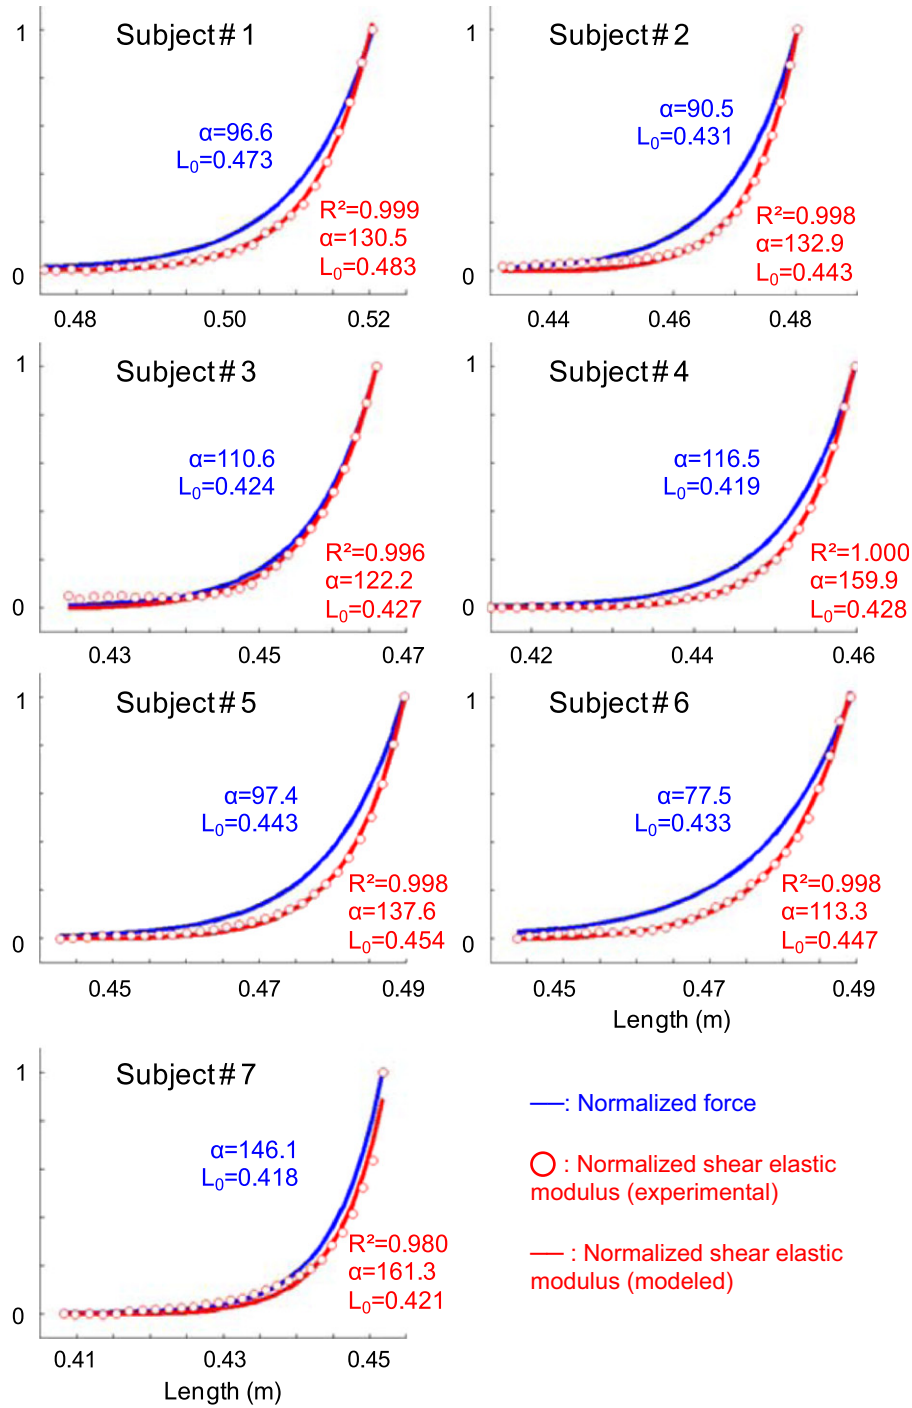 Subject# 1
1
α=96.6
L₀=0.473
R²=0.999
α=130.5
L₀=0.483
0
0.48 0.50 0.52
Subject# 2
1
α=90.5
L₀=0.431
R²=0.998
α=132.9
L₀=0.443
0
0.44 0.46 0.48
Subject# 3
1
α=110.6
L₀=0.424
R²=0.996
α=122.2
L₀=0.427
0
0.43 0.45 0.47
Subject# 4
1
α=116.5
L₀=0.419
R²=1.000
α=159.9
L₀=0.428
0
0.42 0.44 0.46
Subject# 5
1
α=97.4
L₀=0.443
R²=0.998
α=137.6
L₀=0.454
0
0.45 0.47 0.49
Subject# 6
1
α=77.5
L₀=0.433
R²=0.998
α=113.3
L₀=0.447
0
0.45 0.47 0.49
Length (m)
Subject# 7
1
α=146.1
L₀=0.418
R²=0.980
α=161.3
L₀=0.421
0
0.41 0.43 0.45
Length (m)
: Normalized force
: Normalized shear elastic
modulus (experimental)
: Normalized shear elastic
modulus (modeled)